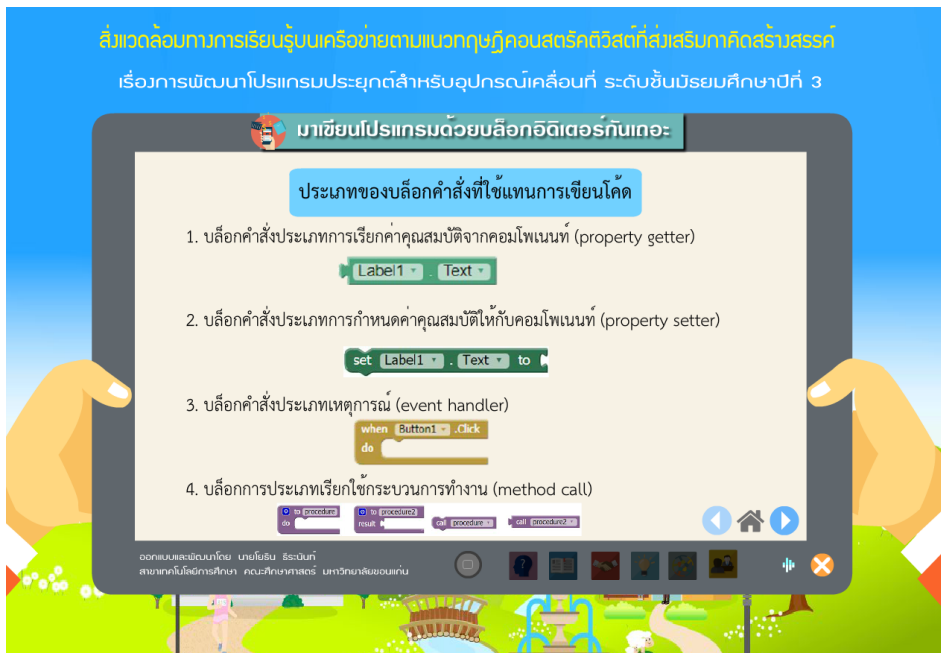 สิ่งแวดล้อมทางการเรียนรู้บนเครือข่ายตามแนวทฤษฎีคอนสตรัคติวิสต์ที่ส่งเสริมกาคิดสร้างสรรค์
เรื่องการพัฒนาโปรแกรมประยุกต์สำหรับอุปกรณ์เคลื่อนที่ ระดับชั้นมัธยมศึกษาปีที่ 3
มาเขียนโปรแกรมด้วยบล็อกอิดิเตอร์กันเถอะ
ประเภทของบล็อกคำสั่งที่ใช้แทนการเขียนโค้ด
1. บล็อกคำสั่งประเภทการเรียกค่าคุณสมบัติจากคอมโพเนนท์ (property getter)
Label1 . Text
2. บล็อกคำสั่งประเภทการกำหนดค่าคุณสมบัติให้กับคอมโพเนนท์ (property setter)
set Label1 . Text to
3. บล็อกคำสั่งประเภทเหตุการณ์ (event handler)
when Button1 .Click
do
4. บล็อกการประเภทเรียกใช้กระบวนการทำงาน (method call)
to procedure
do
to procedure2
result
call procedure
call procedure2
ออกแบบและพัฒนาโดย นายโยธิน ธิระนันท์
สาขาเทคโนโลยีการศึกษา คณะศึกษาศาสตร์ มหาวิทยาลัยขอนแก่น